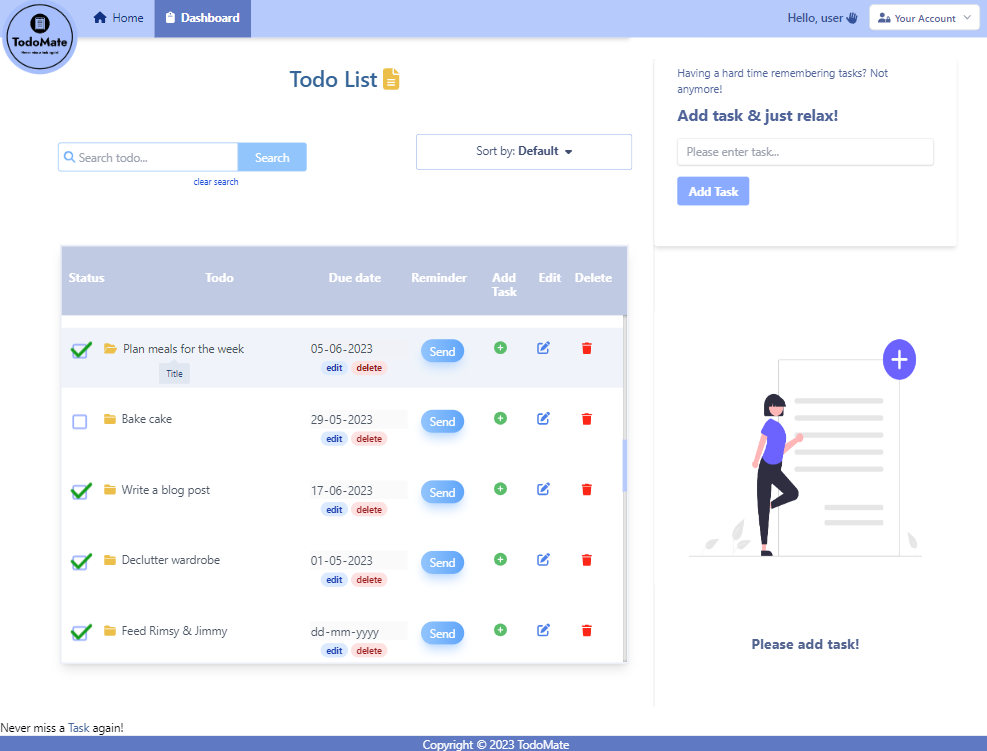 Home
Dashboard
Hello, user
Your Account
TodoMate
Todo List
Search todo...
Search
clear search
Sort by: Default
Having a hard time remembering tasks? Not
anymore!
Add task & just relax!
Please enter task...
Add Task
Status Todo Due date Reminder Add Task Edit Delete
Plan meals for the week 05-06-2023 Send
edit delete
Title
Bake cake 29-05-2023 Send
edit delete
Write a blog post 17-06-2023 Send
edit delete
Declutter wardrobe 01-05-2023 Send
edit delete
Feed Rimsy & Jimmy dd-mm-yyyy Send
edit delete
Please add task!
Never miss a Task again!
Copyright © 2023 TodoMate